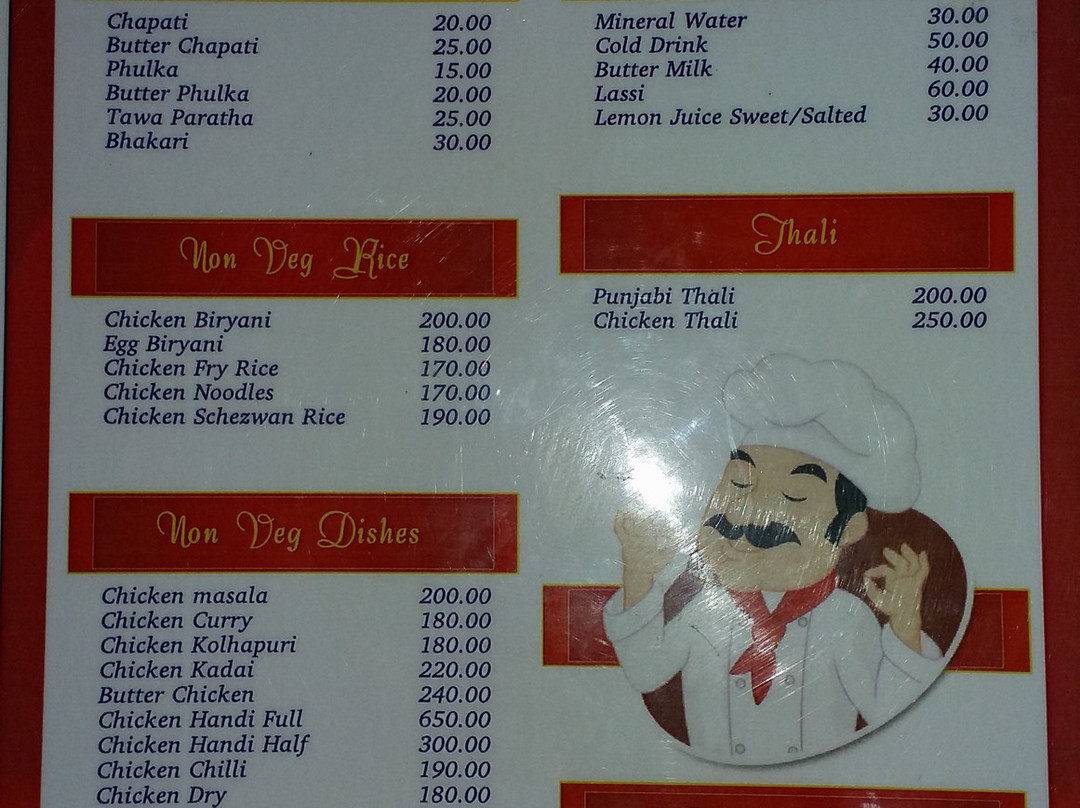 Chapati 20.00
Butter Chapati 25.00
Phulka 15.00
Butter Phulka 20.00
Tawa Paratha 25.00
Bhakari 30.00
Non Veg Rice
Chicken Biryani 200.00
Egg Biryani 180.00
Chicken Fry Rice 170.00
Chicken Noodles 170.00
Chicken Schezwan Rice 190.00
Non Veg Dishes
Chicken masala 200.00
Chicken Curry 180.00
Chicken Kolhapuri 180.00
Chicken Kadai 220.00
Butter Chicken 240.00
Chicken Handi Full 650.00
Chicken Handi Half 300.00
Chicken Chilli 190.00
Chicken Dry 180.00
Mineral Water 30.00
Cold Drink 50.00
Butter Milk 40.00
Lassi 60.00
Lemon Juice Sweet/Salted 30.00
Thali
Punjabi Thali 200.00
Chicken Thali 250.00